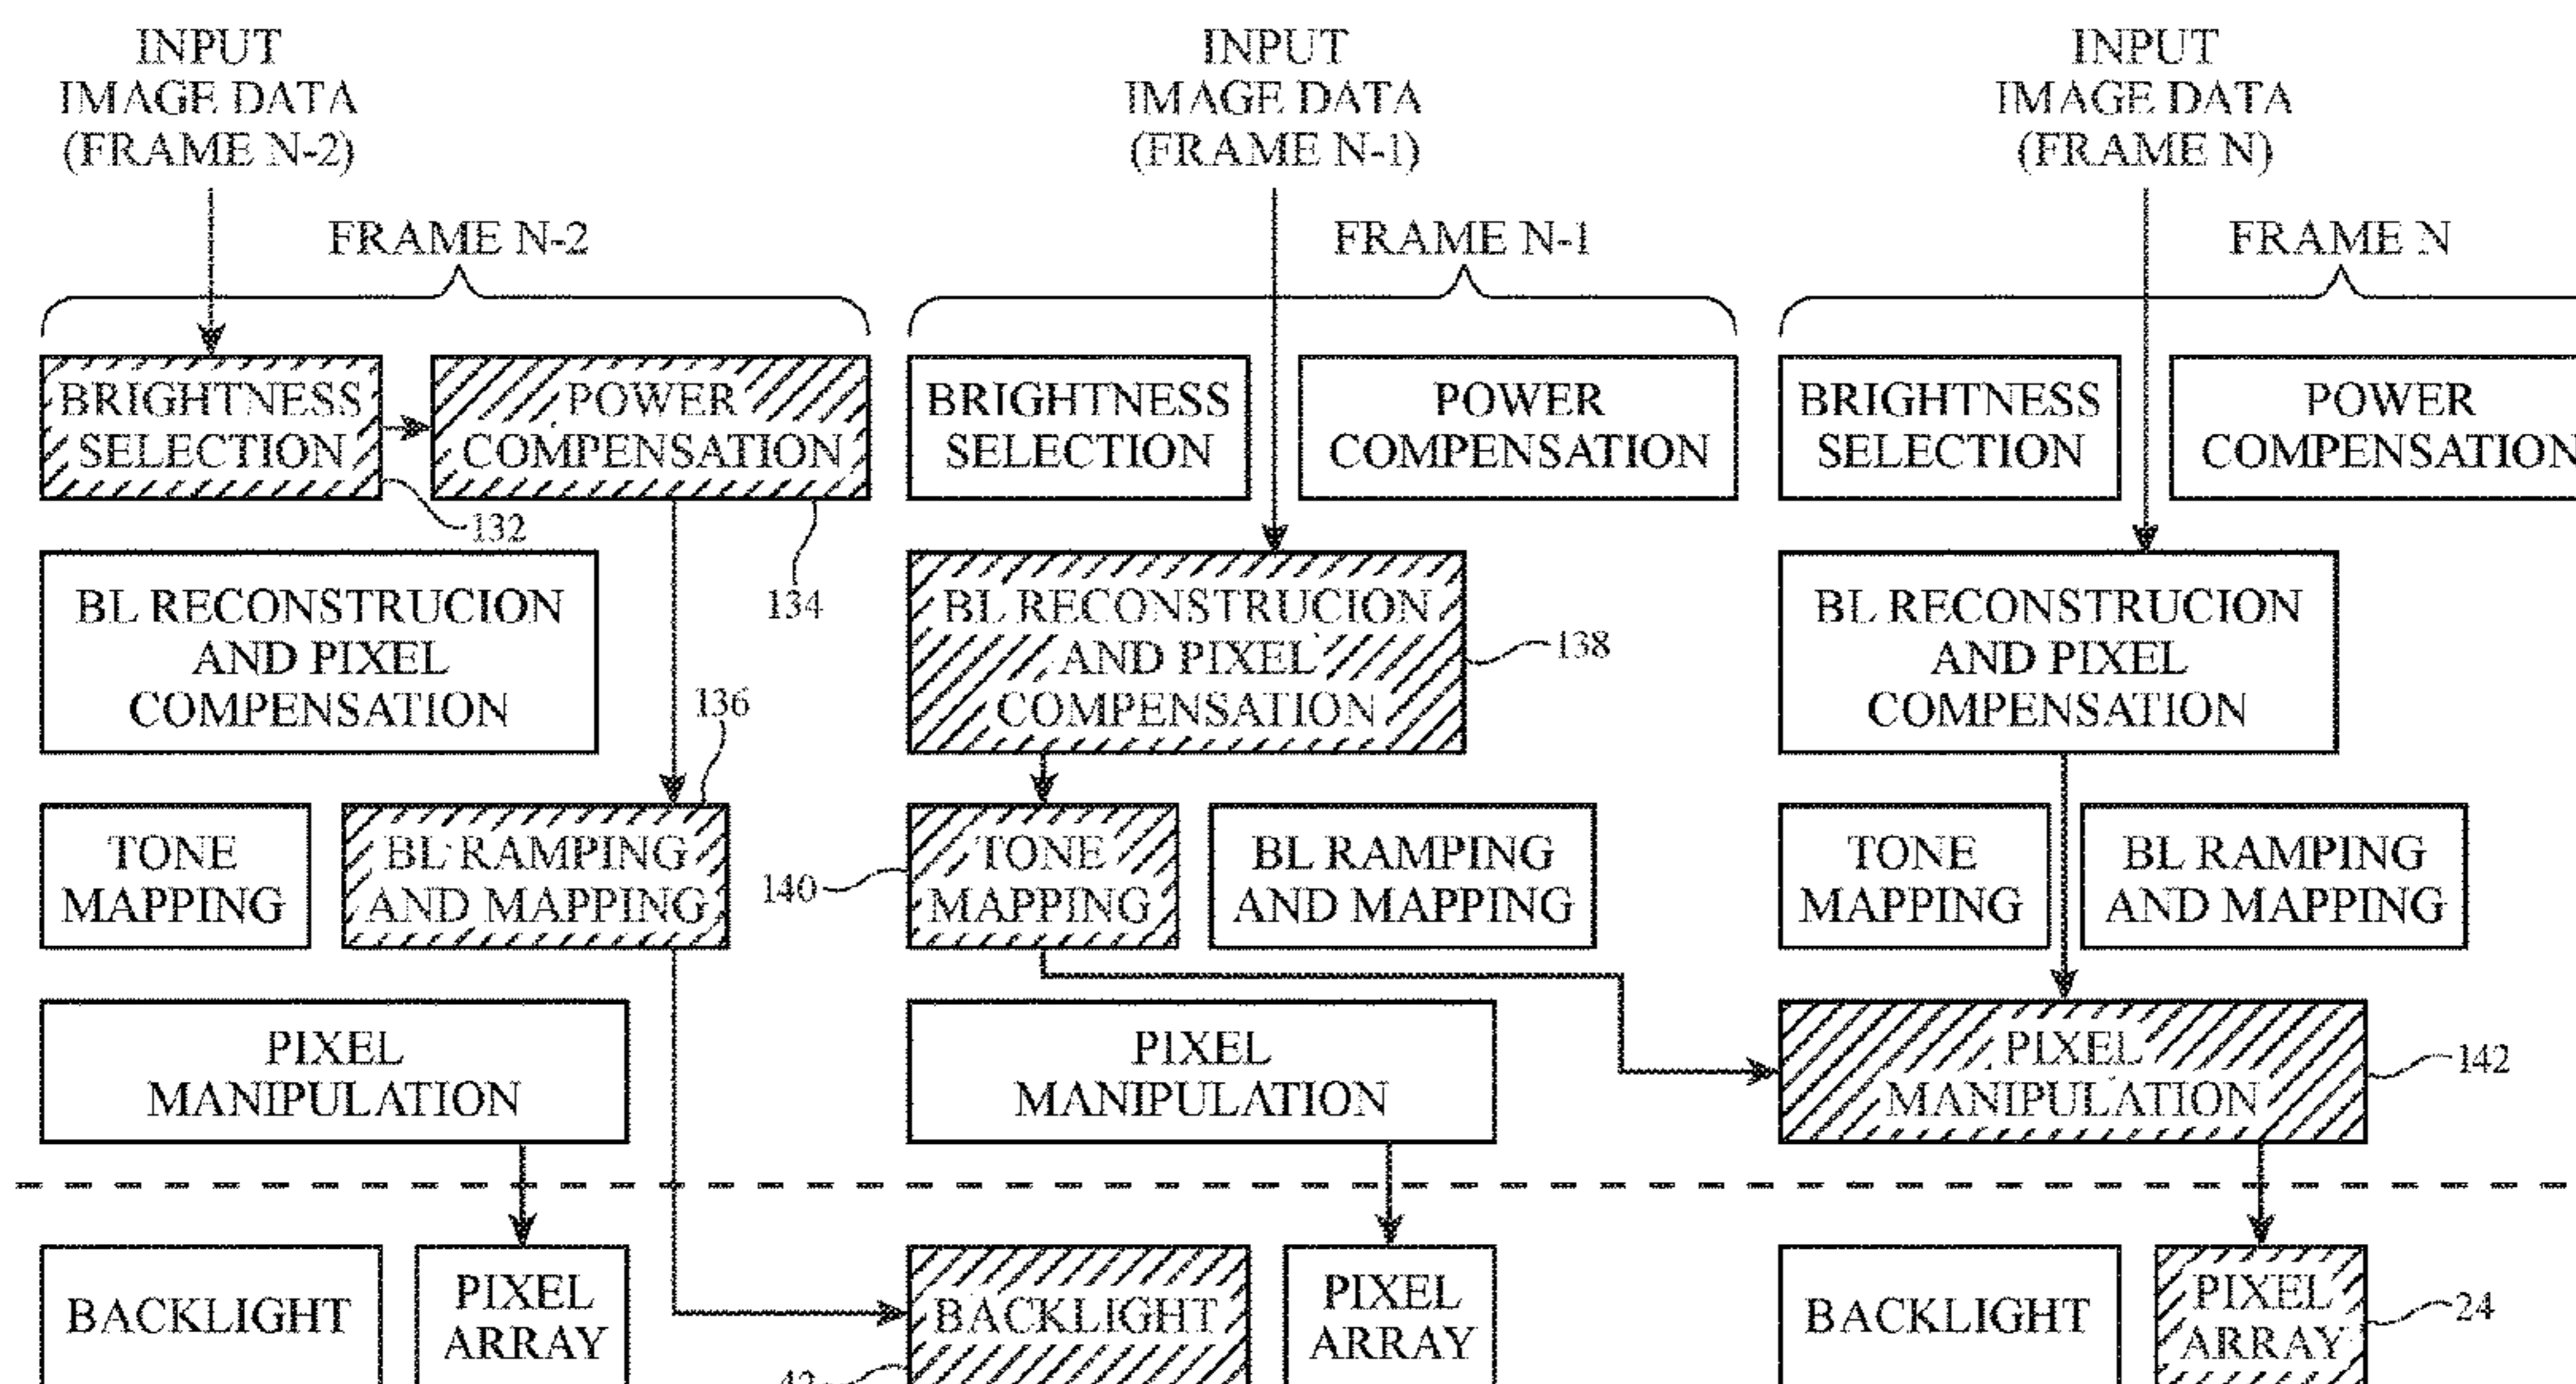 INPUT
IMAGE DATA
(FRAME N-2)
INPUT
IMAGE DATA
(FRAME N-1)
INPUT
IMAGE DATA
(FRAME N)
FRAME N-2
FRAME N-1
FRAME N
BRIGHTNESS
SELECTION
POWER
COMPENSATION
BRIGHTNESS
SELECTION
POWER
COMPENSATION
BRIGHTNESS
SELECTION
POWER
COMPENSATION
132
134
BL RECONSTRUCION
AND PIXEL
COMPENSATION
BL RECONSTRUCION
AND PIXEL
COMPENSATION
138
BL RECONSTRUCION
AND PIXEL
COMPENSATION
136
TONE
MAPPING
BL RAMPING
AND MAPPING
140
TONE
MAPPING
BL RAMPING
AND MAPPING
TONE
MAPPING
BL RAMPING
AND MAPPING
PIXEL
MANIPULATION
PIXEL
MANIPULATION
PIXEL
MANIPULATION
142
BACKLIGHT
PIXEL
ARRAY
BACKLIGHT
PIXEL
ARRAY
BACKLIGHT
PIXEL
ARRAY
24